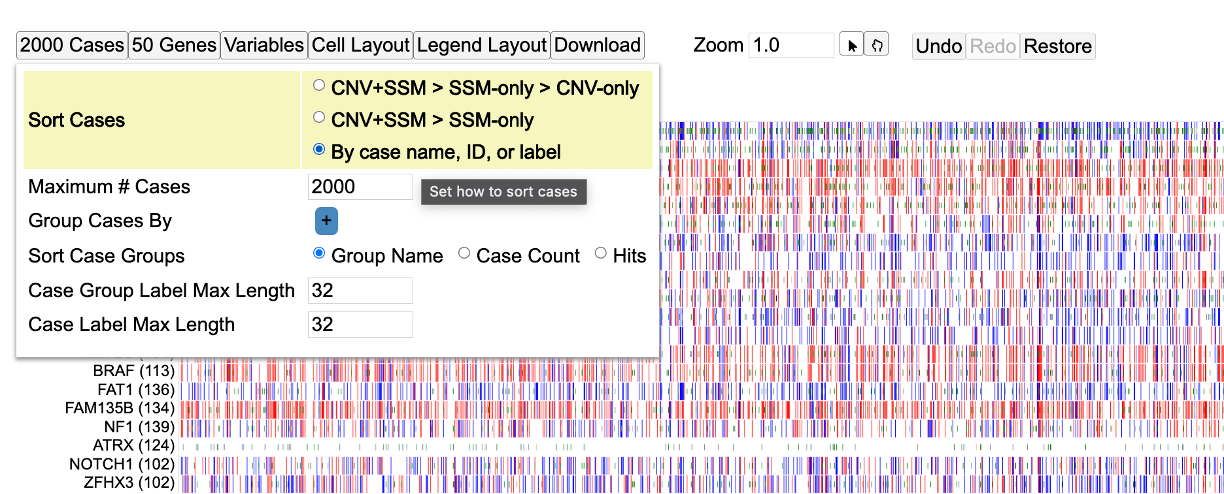 2000 Cases 50 Genes Variables Cell Layout Legend Layout Download Zoom 1.0 Undo Redo Restore
CNV+SSM > SSM-only > CNV-only
Sort Cases
CNV+SSM > SSM-only
By case name, ID, or label
Maximum # Cases 2000
Set how to sort cases
Group Cases By +
Sort Case Groups Group Name Case Count Hits
Case Group Label Max Length 32
Case Label Max Length 32
BRAF (113)
FAT1 (136)
FAM135B (134)
NF1 (139)
ATRX (124)
NOTCH1 (102)
ZFHX3 (102)